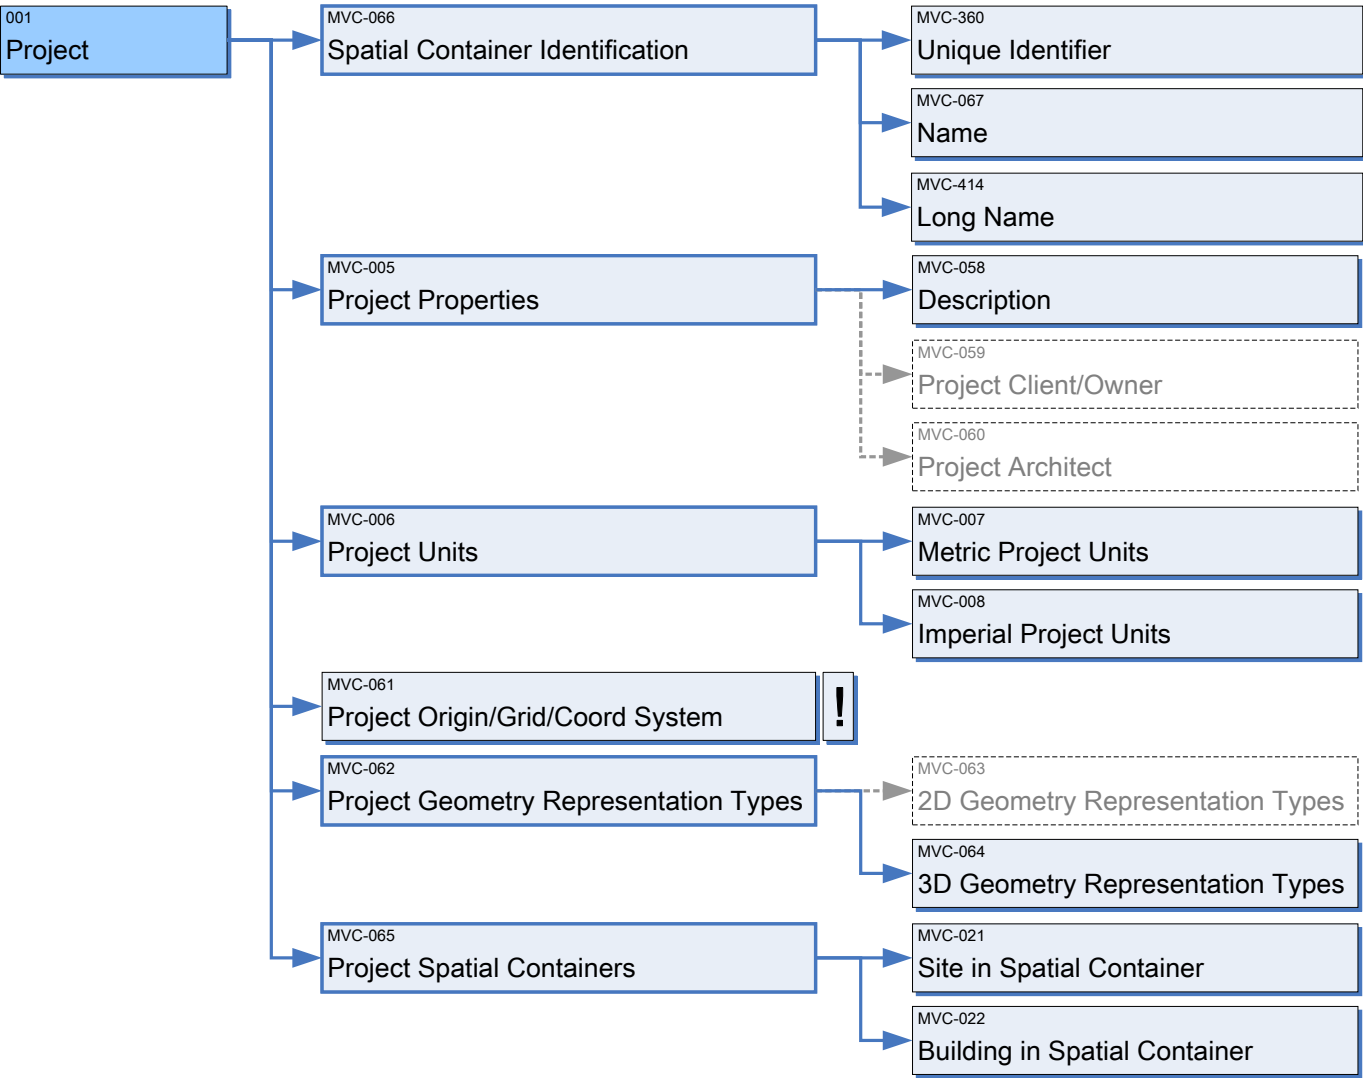 001
Project
MVC-066
Spatial Container Identification
MVC-360
Unique Identifier
MVC-067
Name
MVC-414
Long Name
MVC-005
Project Properties
MVC-058
Description
MVC-059
Project Client/Owner
MVC-060
Project Architect
MVC-006
Project Units
MVC-007
Metric Project Units
MVC-008
Imperial Project Units
MVC-061
Project Origin/Grid/Coord System
!
MVC-062
Project Geometry Representation Types
MVC-063
2D Geometry Representation Types
MVC-064
3D Geometry Representation Types
MVC-065
Project Spatial Containers
MVC-021
Site in Spatial Container
MVC-022
Building in Spatial Container